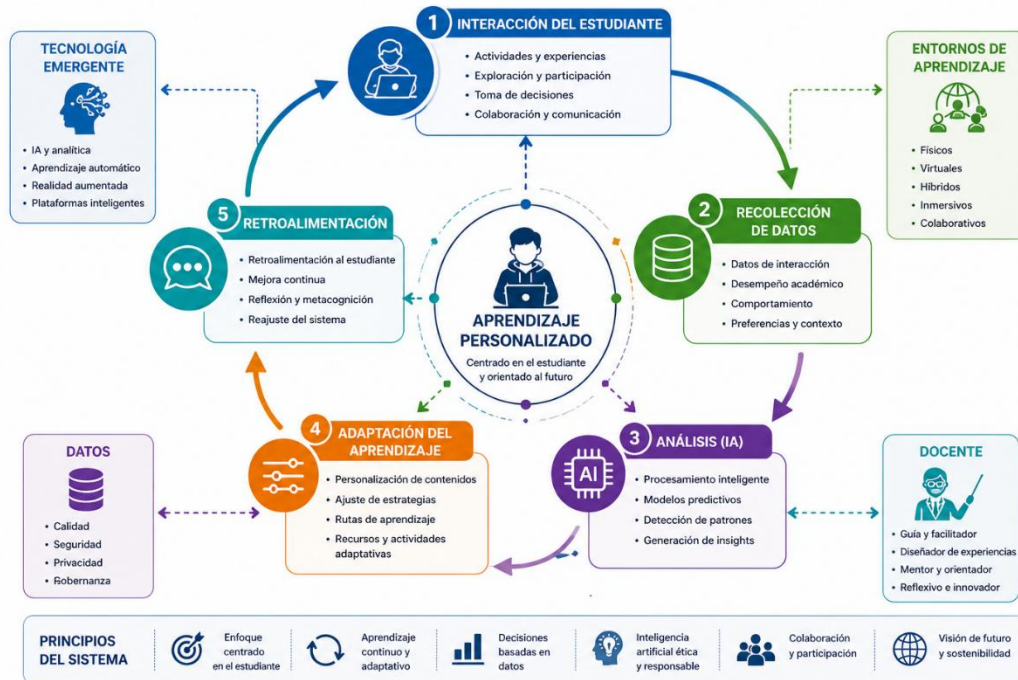 1 INTERACCIÓN DEL ESTUDIANTE
• Actividades y experiencias
• Exploración y participación
• Toma de decisiones
• Colaboración y comunicación
TECNOLOGÍA
EMERGENTE
• IA y analítica
• Aprendizaje automático
• Realidad aumentada
• Plataformas inteligentes
ENTORNOS DE
APRENDIZAJE
• Físicos
• Virtuales
• Híbridos
• Inmersivos
• Colaborativos
5 RETROALIMENTACIÓN
• Retroalimentación al estudiante
• Mejora continua
• Reflexión y metacognición
• Reajuste del sistema
APRENDIZAJE
PERSONALIZADO
Centrado en el estudiante
y orientado al futuro
2 RECOLECCIÓN
DE DATOS
• Datos de interacción
• Desempeño académico
• Comportamiento
• Preferencias y contexto
DATOS
• Calidad
• Seguridad
• Privacidad
• Gobernanza
4 ADAPTACIÓN DEL
APRENDIZAJE
• Personalización de contenidos
• Ajuste de estrategias
• Rutas de aprendizaje
• Recursos y actividades
adaptativas
3 ANÁLISIS (IA)
AI
• Procesamiento inteligente
• Modelos predictivos
• Detección de patrones
• Generación de insights
DOCENTE
• Guía y facilitador
• Diseñador de experiencias
• Mentor y orientador
• Reflexivo e innovador
PRINCIPIOS
DEL SISTEMA
Enfoque
centrado
en el estudiante
Aprendizaje
continuo y
adaptativo
Decisiones
basadas en
datos
Inteligencia
artificial ética
y responsable
Colaboración
y participación
Visión de futuro
y sostenibilidad